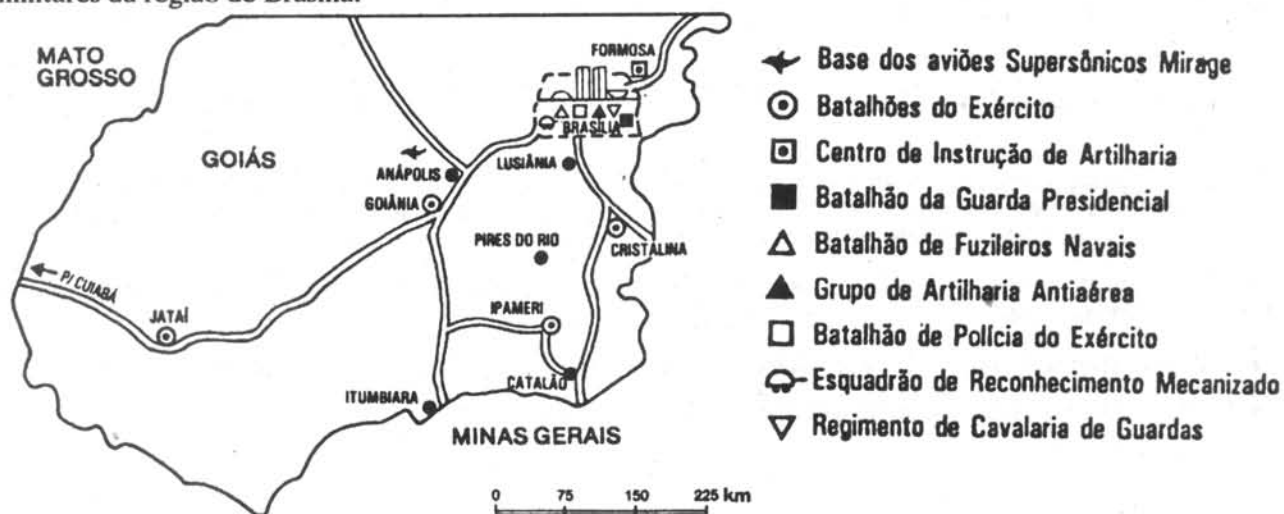 militares da região de Brasília.
MATO
GROSSO
GOIÁS
FORMOSA
BRASÍLIA
LUSIÂNIA
ANÁPOLIS
GOIÂNIA
PIRES DO RIO
CRISTALINA
P/ CUIABÁ
JATAÍ
IPAMERI
CATALÃO
ITUMBIARA
MINAS GERAIS
0 75 150 225 km
Base dos aviões Supersônicos Mirage
Batalhões do Exército
Centro de Instrução de Artilharia
Batalhão da Guarda Presidencial
Batalhão de Fuzileiros Navais
Grupo de Artilharia Antiaérea
Batalhão de Polícia do Exército
Esquadrão de Reconhecimento Mecanizado
Regimento de Cavalaria de Guardas